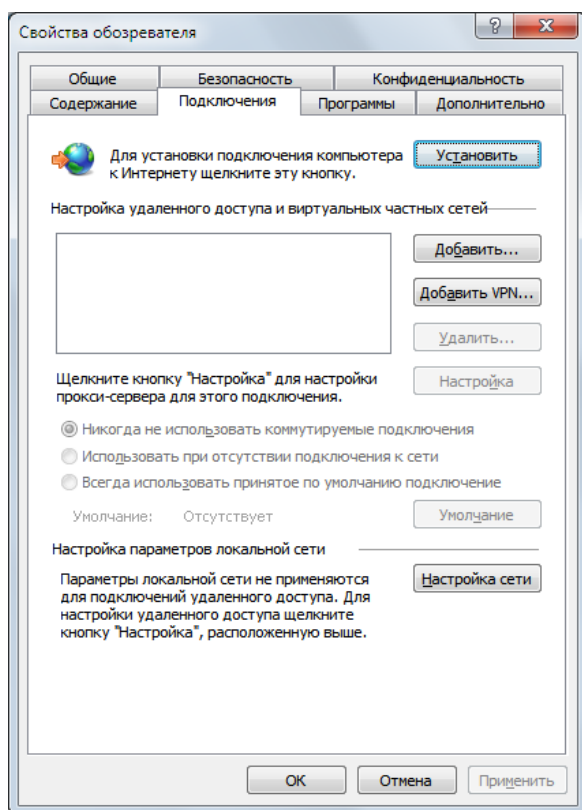 Свойства обозревателя
?
Общие Безопасность Конфиденциальность
Содержание Подключения Программы Дополнительно
Для установки подключения компьютера
к Интернету щелкните эту кнопку.
Установить
Настройка удаленного доступа и виртуальных частных сетей
Добавить...
Добавить VPN...
Удалить...
Щелкните кнопку "Настройка" для настройки
прокси-сервера для этого подключения.
Настройка
Никогда не использовать коммутируемые подключения
Использовать при отсутствии подключения к сети
Всегда использовать принятое по умолчанию подключение
Умолчание: Отсутствует
Умолчание
Настройка параметров локальной сети
Параметры локальной сети не применяются
для подключений удаленного доступа. Для
настройки удаленного доступа щелкните
кнопку "Настройка", расположенную выше.
Настройка сети
ОК Отмена Применить